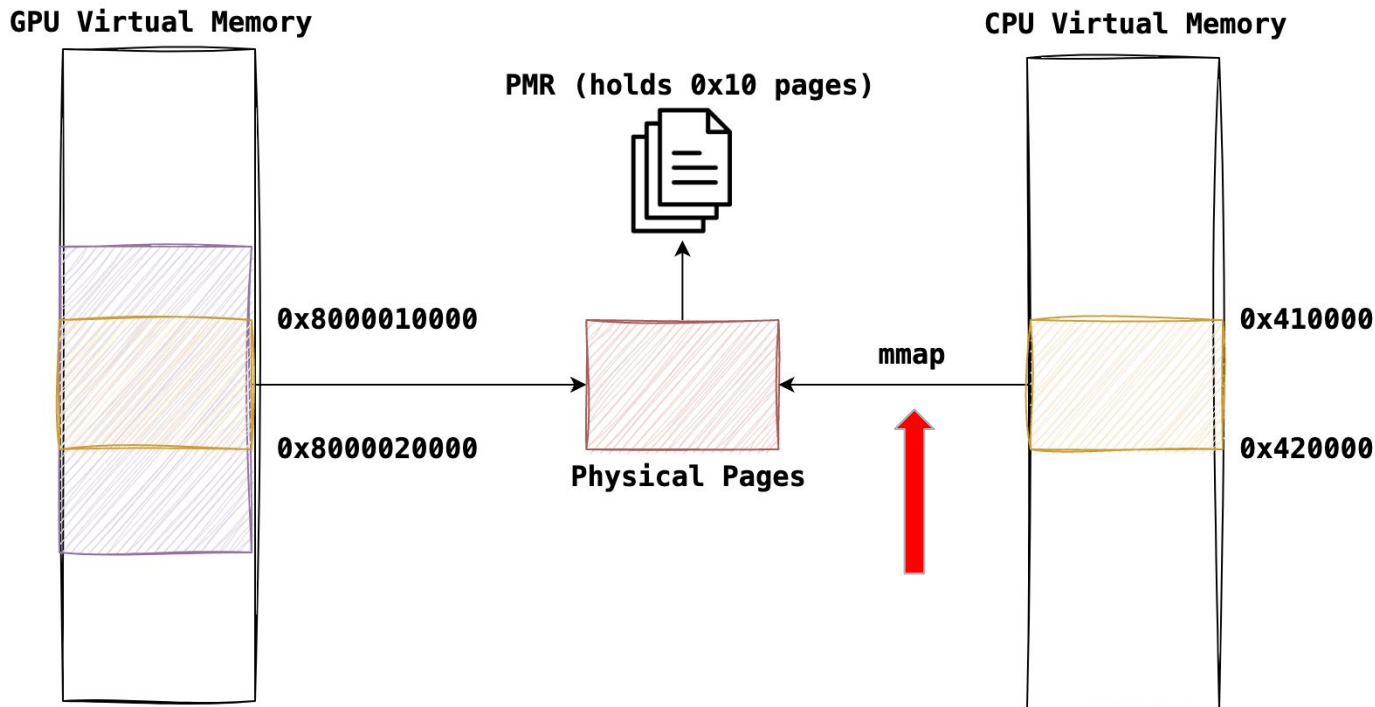 GPU Virtual Memory
CPU Virtual Memory
PMR (holds 0x10 pages)
0x8000010000
0x410000
mmap
0x8000020000
0x420000
Physical Pages